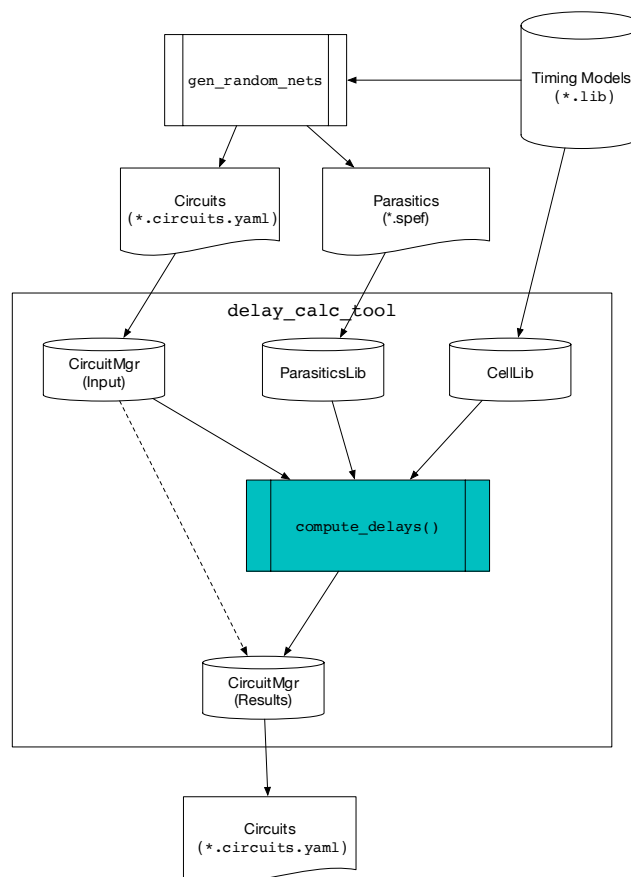 gen_random_nets
Timing Models
(*.lib)
Circuits
(*.circuits.yaml)
Parasitics
(*.spef)
delay_calc_tool
CircuitMgr
(Input)
ParasiticsLib
CellLib
compute_delays()
CircuitMgr
(Results)
Circuits
(*.circuits.yaml)